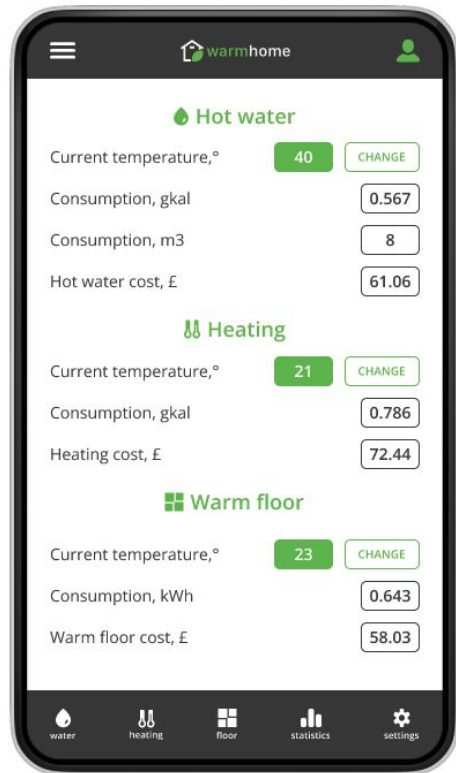 warmhome
Hot water
Current temperature,° 40 CHANGE
Consumption, gkal 0.567
Consumption, m3 8
Hot water cost, £ 61.06
Heating
Current temperature,° 21 CHANGE
Consumption, gkal 0.786
Heating cost, £ 72.44
Warm floor
Current temperature,° 23 CHANGE
Consumption, kWh 0.643
Warm floor cost, £ 58.03
water heating floor statistics settings